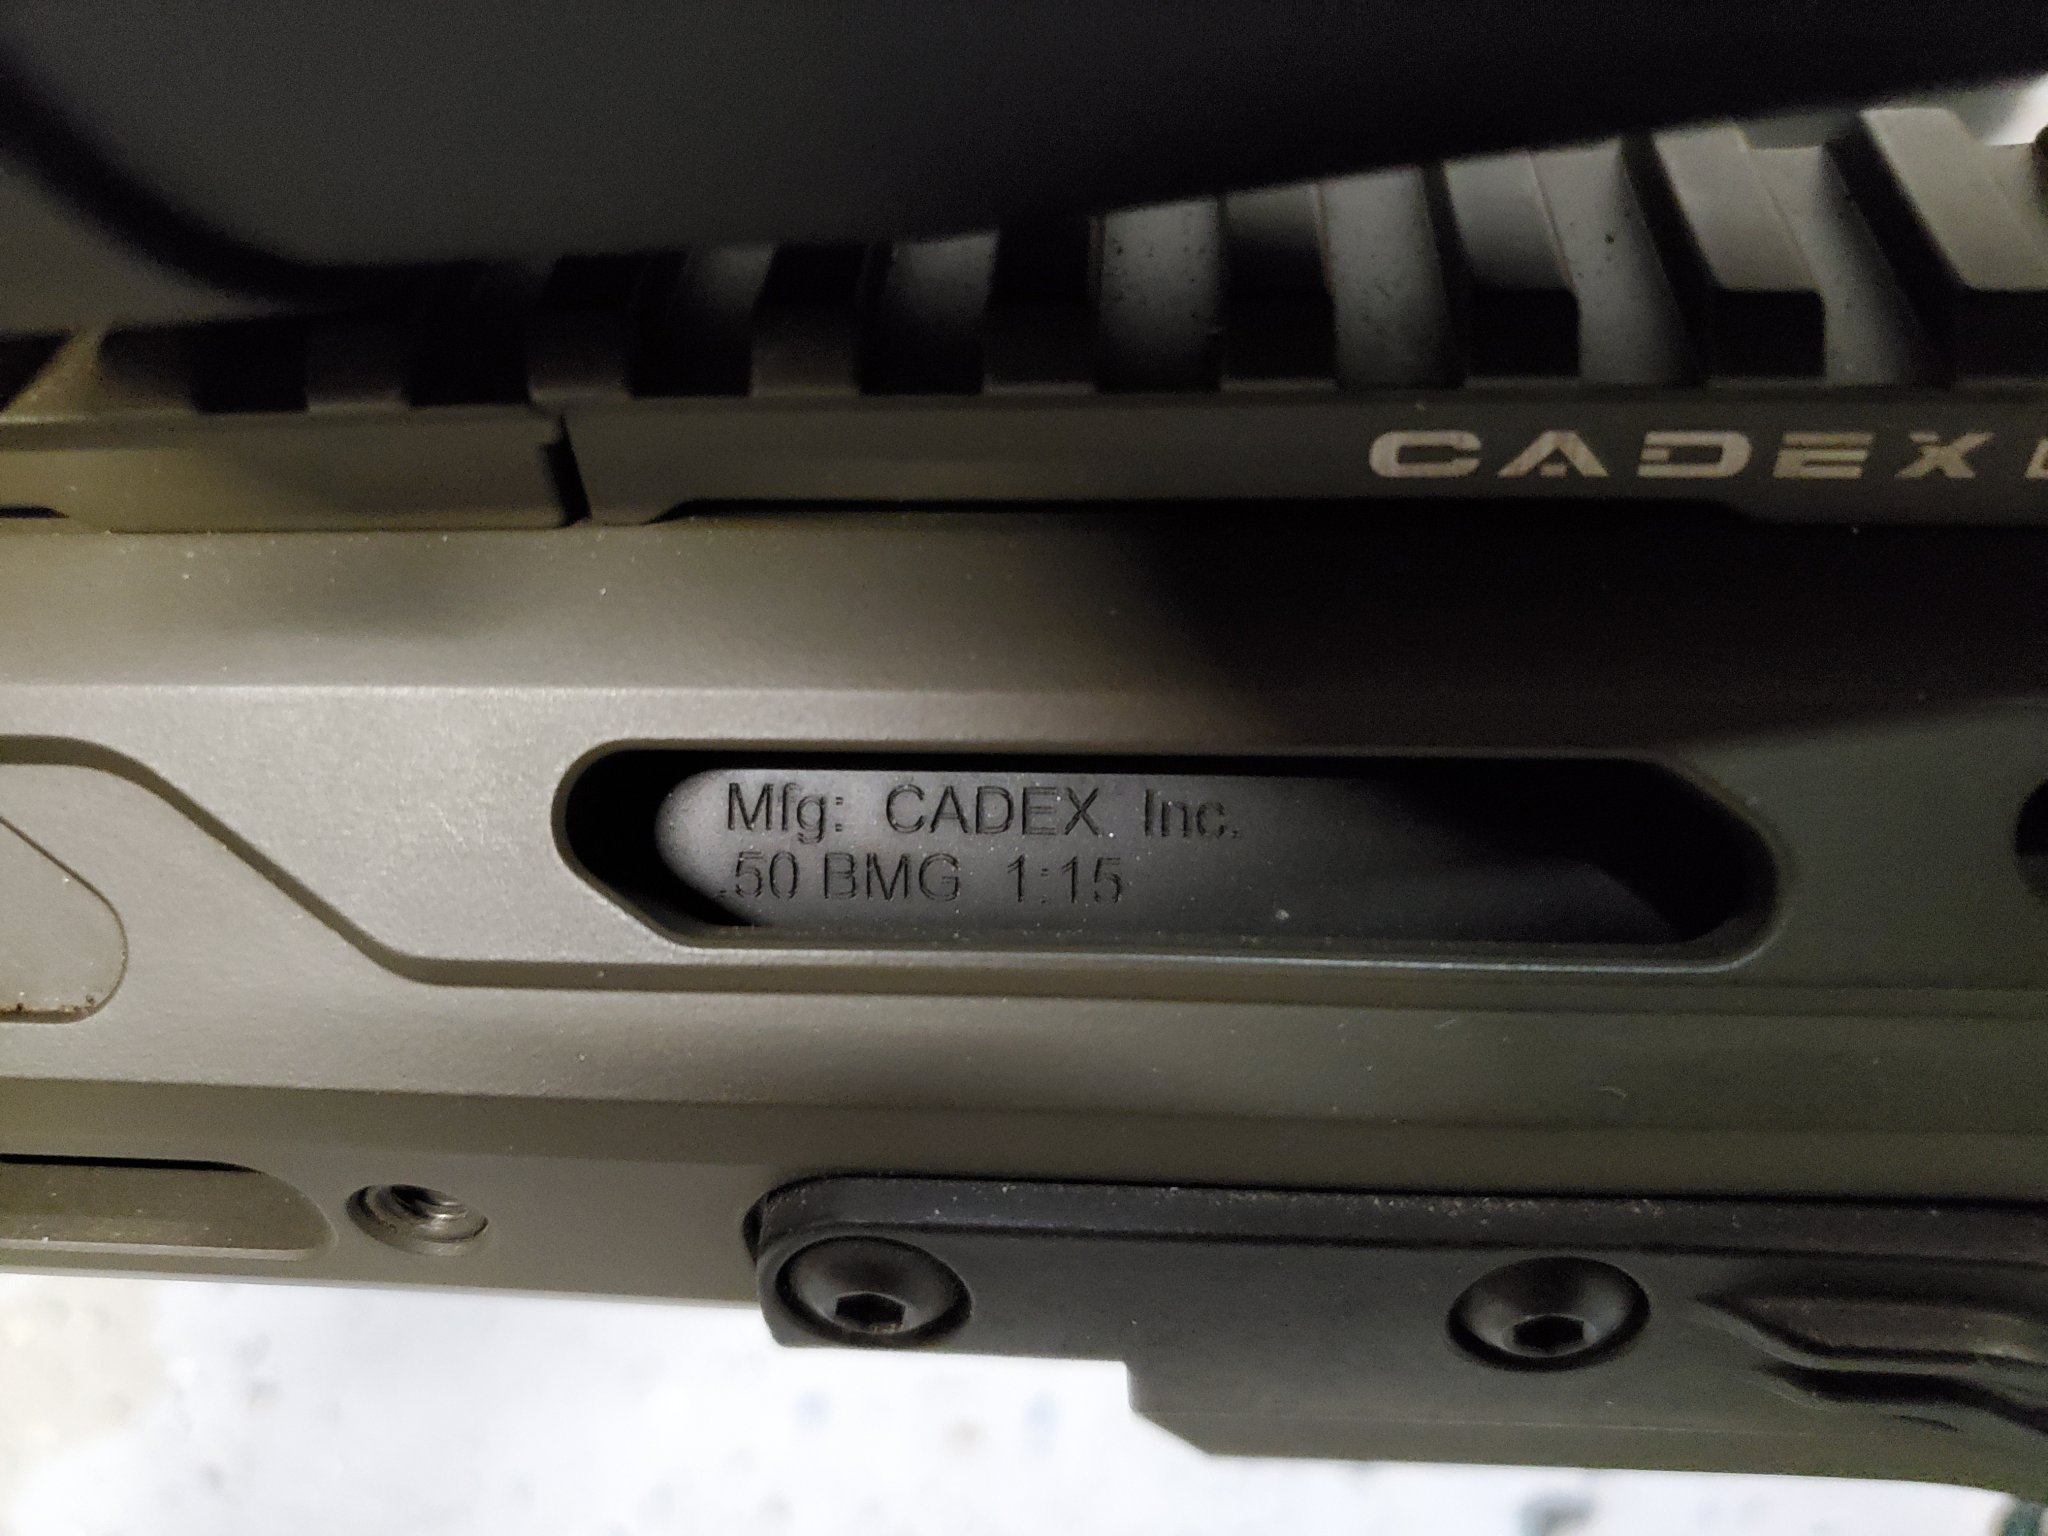 CADEX
Mfg: CADEX Inc.
.50 BMG 1:15